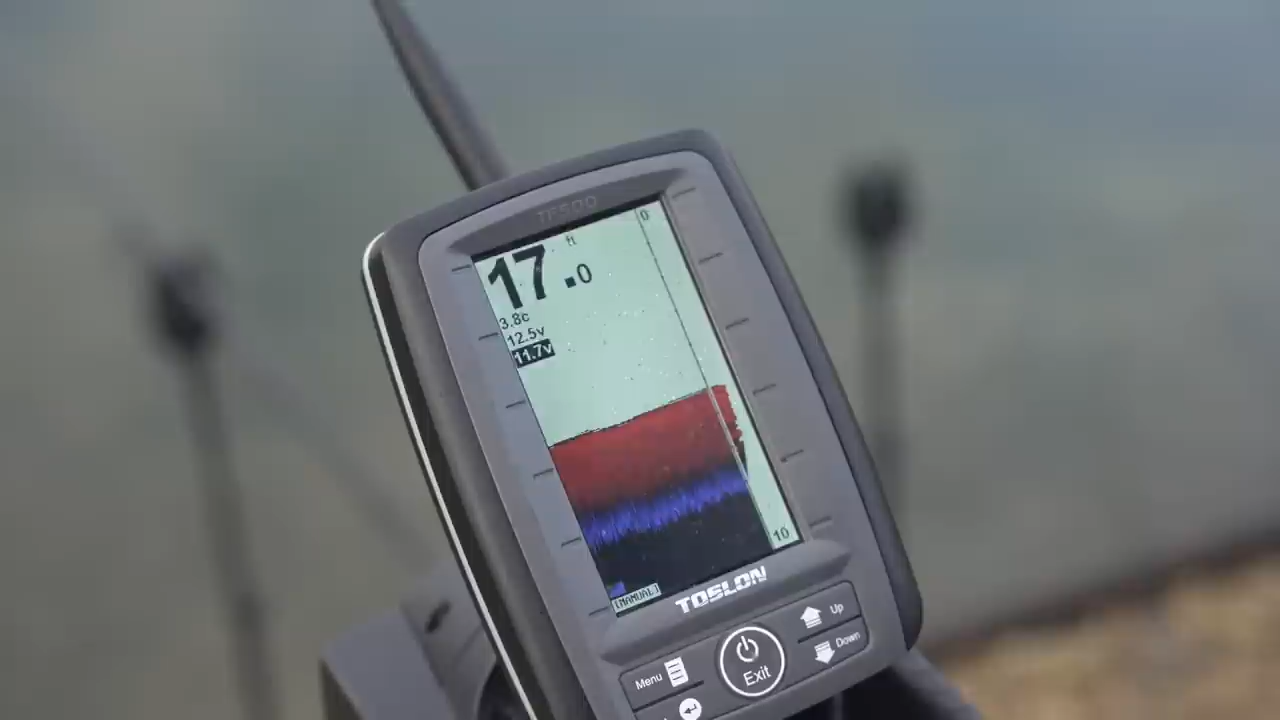 TF500
0
ft
17.0
3.8c
12.5v
11.7v
10
[MANUAL]
TOSLON
Up
Menu
Exit
Down